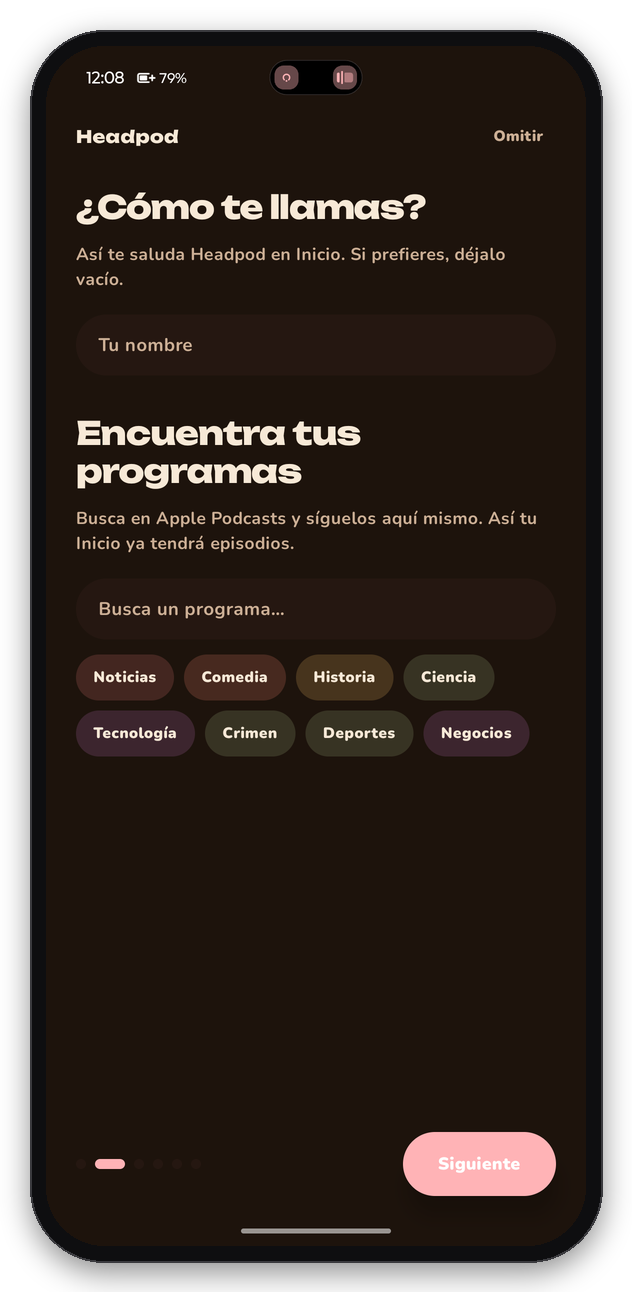 12:08 79%
Headpod
Omitir
¿Cómo te llamas?
Así te saluda Headpod en Inicio. Si prefieres, déjalo
vacío.
Tu nombre
Encuentra tus
programas
Busca en Apple Podcasts y síguelos aquí mismo. Así tu
Inicio ya tendrá episodios.
Busca un programa...
Noticias Comedia Historia Ciencia
Tecnología Crimen Deportes Negocios
Siguiente